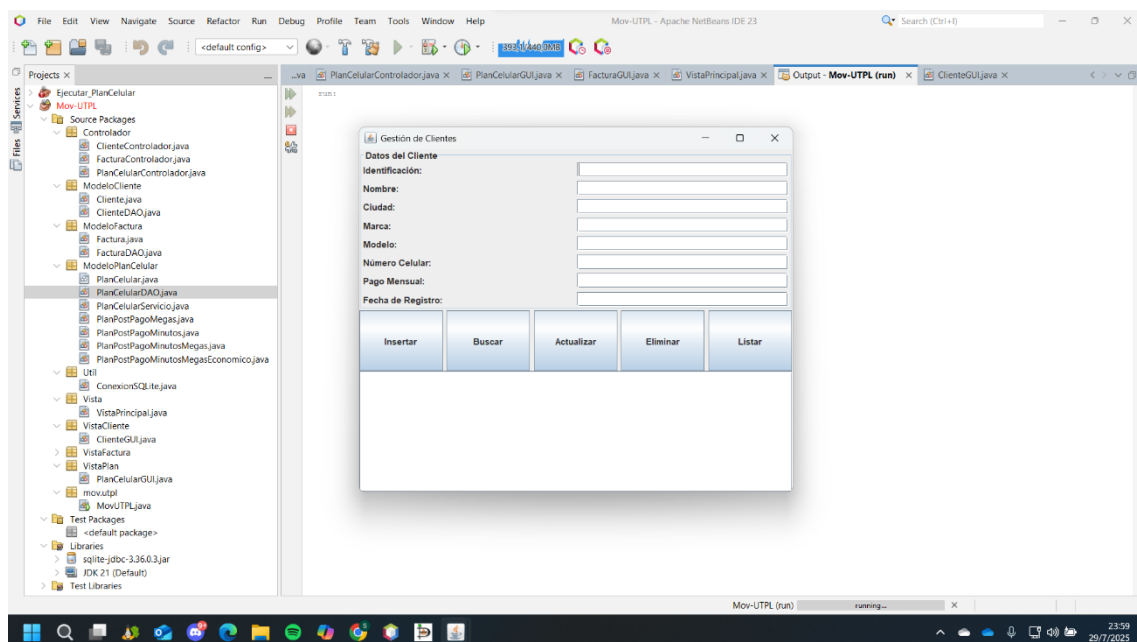 File Edit View Navigate Source Refactor Run Debug Profile Team Tools Window Help Mov-UTPL - Apache NetBeans IDE 23 Search (Ctrl+I)
<default config> 393,1/440,0MB
Projects ...va PlanCelularControlador.java PlanCelularGUI.java FacturaGUI.java VistaPrincipal.java Output - Mov-UTPL (run) ClienteGUI.java
Services
Files
Ejecutar_PlanCelular
Mov-UTPL
Source Packages
Controlador
ClienteControlador.java
FacturaControlador.java
PlanCelularControlador.java
ModeloCliente
Cliente.java
ClienteDAO.java
ModeloFactura
Factura.java
FacturaDAO.java
ModeloPlanCelular
PlanCelular.java
PlanCelularDAO.java
PlanCelularServicio.java
PlanPostPagoMegas.java
PlanPostPagoMinutos.java
PlanPostPagoMinutosMegas.java
PlanPostPagoMinutosMegasEconomico.java
Util
ConexionSQLite.java
Vista
VistaPrincipal.java
VistaCliente
ClienteGUI.java
VistaFactura
VistaPlan
PlanCelularGUI.java
mov.utpl
MovUTPL.java
Test Packages
<default package>
Libraries
sqlite-jdbc-3.36.0.3.jar
JDK 21 (Default)
Test Libraries
run:
Gestión de Clientes
Datos del Cliente
Identificación:
Nombre:
Ciudad:
Marca:
Modelo:
Número Celular:
Pago Mensual:
Fecha de Registro:
Insertar Buscar Actualizar Eliminar Listar
Mov-UTPL (run) running...
23:59
29/7/2025